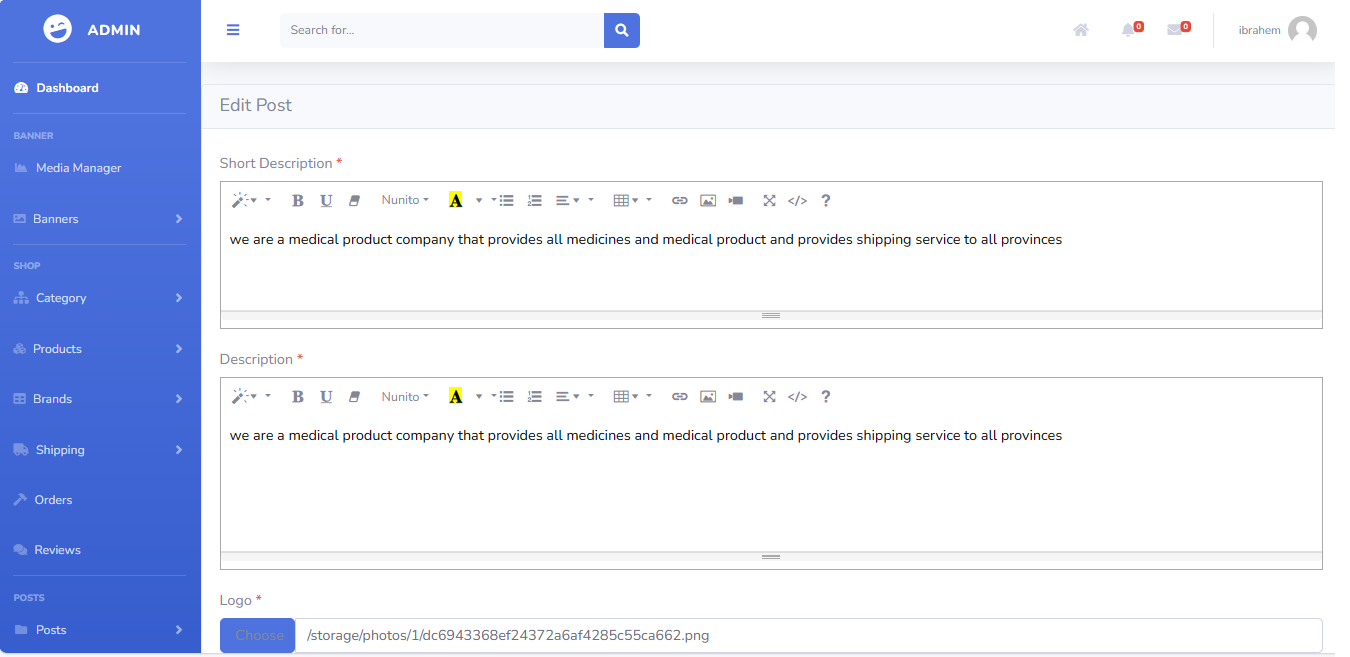 ADMIN
Search for...
0
0
ibrahem
Dashboard
Edit Post
BANNER
Media Manager
Banners
SHOP
Category
Products
Brands
Shipping
Orders
Reviews
POSTS
Posts
Short Description *
B U Nunito A </> ?
we are a medical product company that provides all medicines and medical product and provides shipping service to all provinces
Description *
B U Nunito A </> ?
we are a medical product company that provides all medicines and medical product and provides shipping service to all provinces
Logo *
Choose /storage/photos/1/dc6943368ef24372a6af4285c55ca662.png